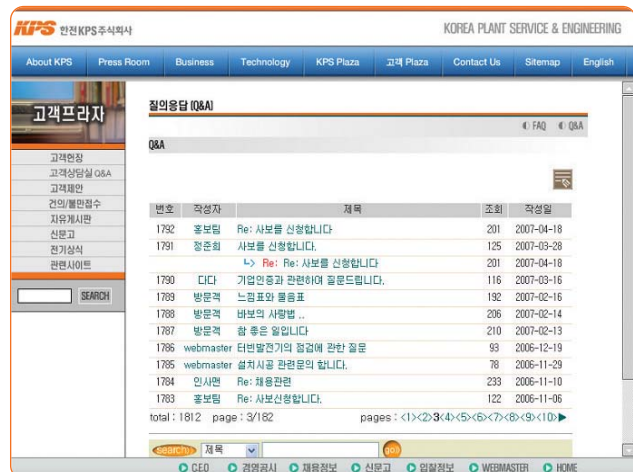 KPS 한전KPS주식회사
KOREA PLANT SERVICE & ENGINEERING
About KPS Press Room Business Technology KPS Plaza 고객 Plaza Contact Us Sitemap English
고객프라자
고객헌장
고객상담실 Q&A
고객제안
건의/불만접수
자유게시판
신문고
전기상식
관련사이트
SEARCH
질의응답 (Q&A)
FAQ Q&A
Q&A
번호 작성자 제목 조회 작성일
1792 홍보팀 Re: 사보를 신청합니다 201 2007-04-18
1791 정준희 사보를 신청합니다. 125 2007-03-28
Re: Re: 사보를 신청합니다 201 2007-04-18
1790 다다 기업인증과 관련하여 질문드립니다. 116 2007-03-16
1789 방문객 느낌표와 물음표 192 2007-02-16
1788 방문객 바보의 사랑법 .. 206 2007-02-14
1787 방문객 참 좋은 일입니다 210 2007-02-13
1786 webmaster 터빈발전기의 점검에 관한 질문 93 2006-12-19
1785 webmaster 설치시공 관련문의 합니다. 78 2006-11-29
1784 인사맨 Re: 채용관련 233 2006-11-10
1783 홍보팀 Re: 사보신청합니다. 122 2006-11-06
total : 1812 page : 3/182 pages : <1><2>3<4><5><6><7><8><9><10>▶
search 제목 go
CEO 경영공시 채용정보 신문고 입찰정보 WEBMASTER HOME